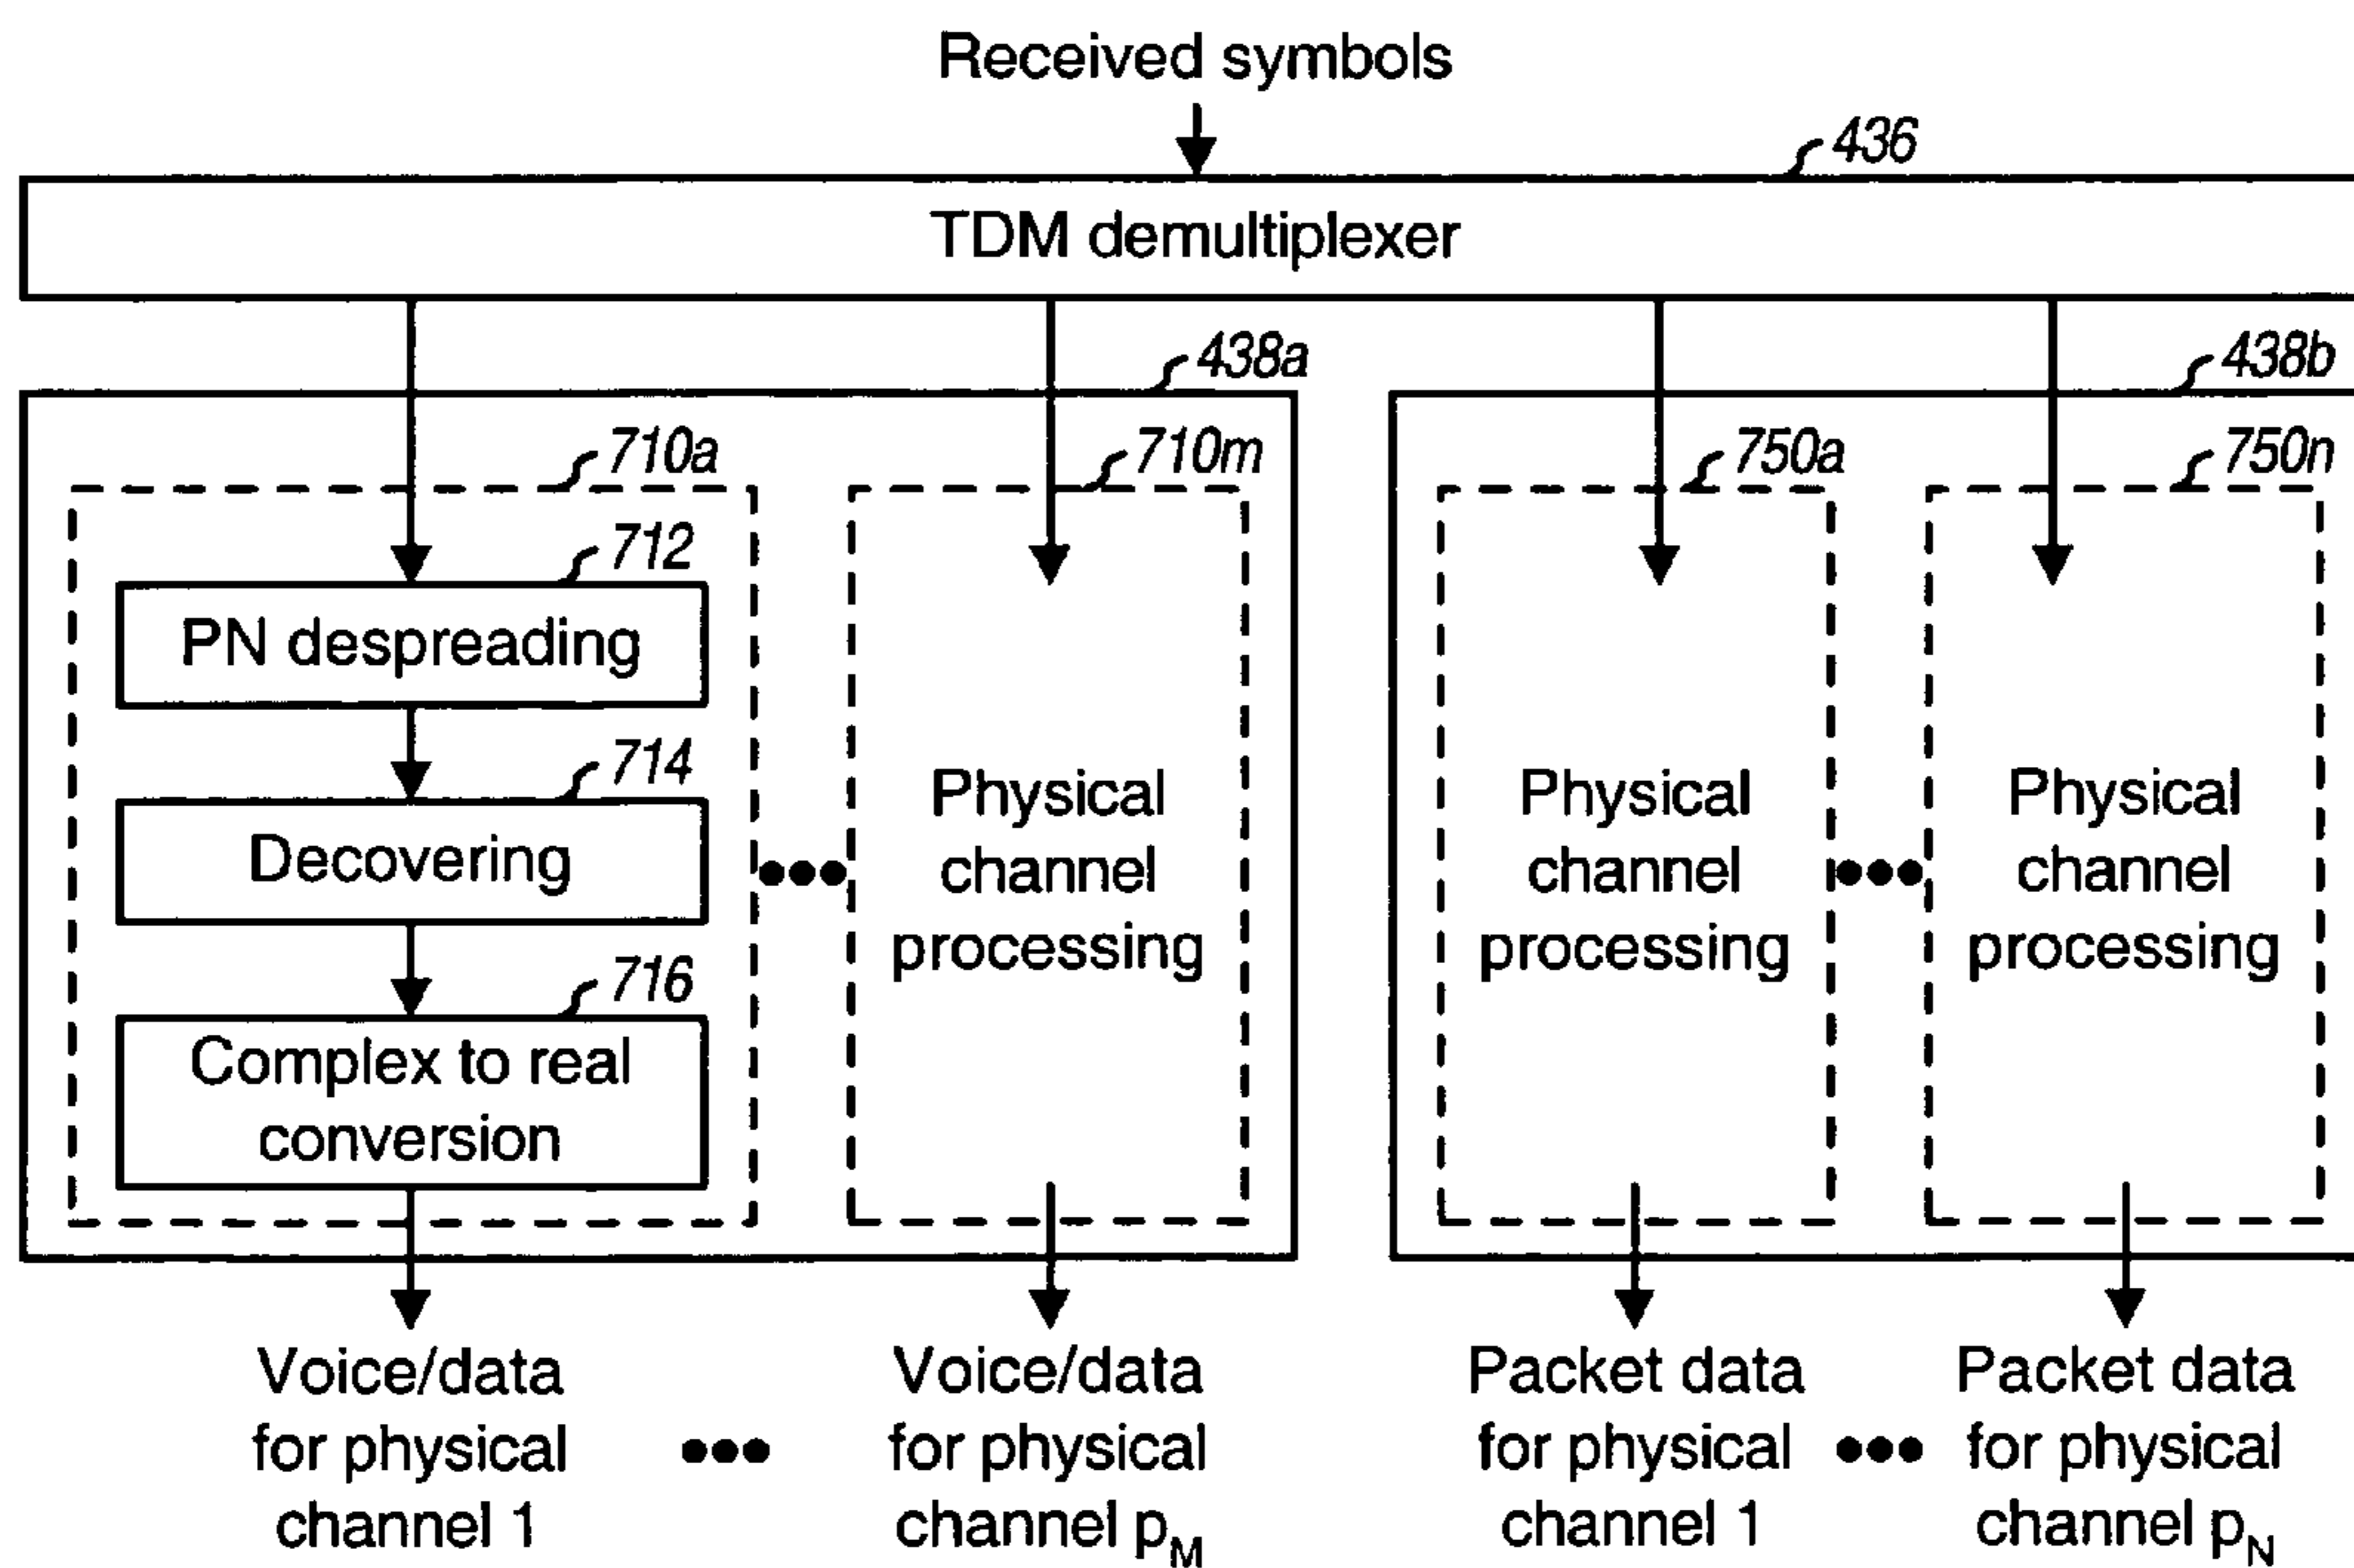 Received symbols
436
TDM demultiplexer
438a
438b
710a
710m
750a
750n
712
PN despreading
714
Decovering
716
Complex to real
conversion
Physical
channel
processing
Physical
channel
processing
Physical
channel
processing
Voice/data
for physical
channel 1
Voice/data
for physical
channel pM
Packet data
for physical
channel 1
Packet data
for physical
channel pN